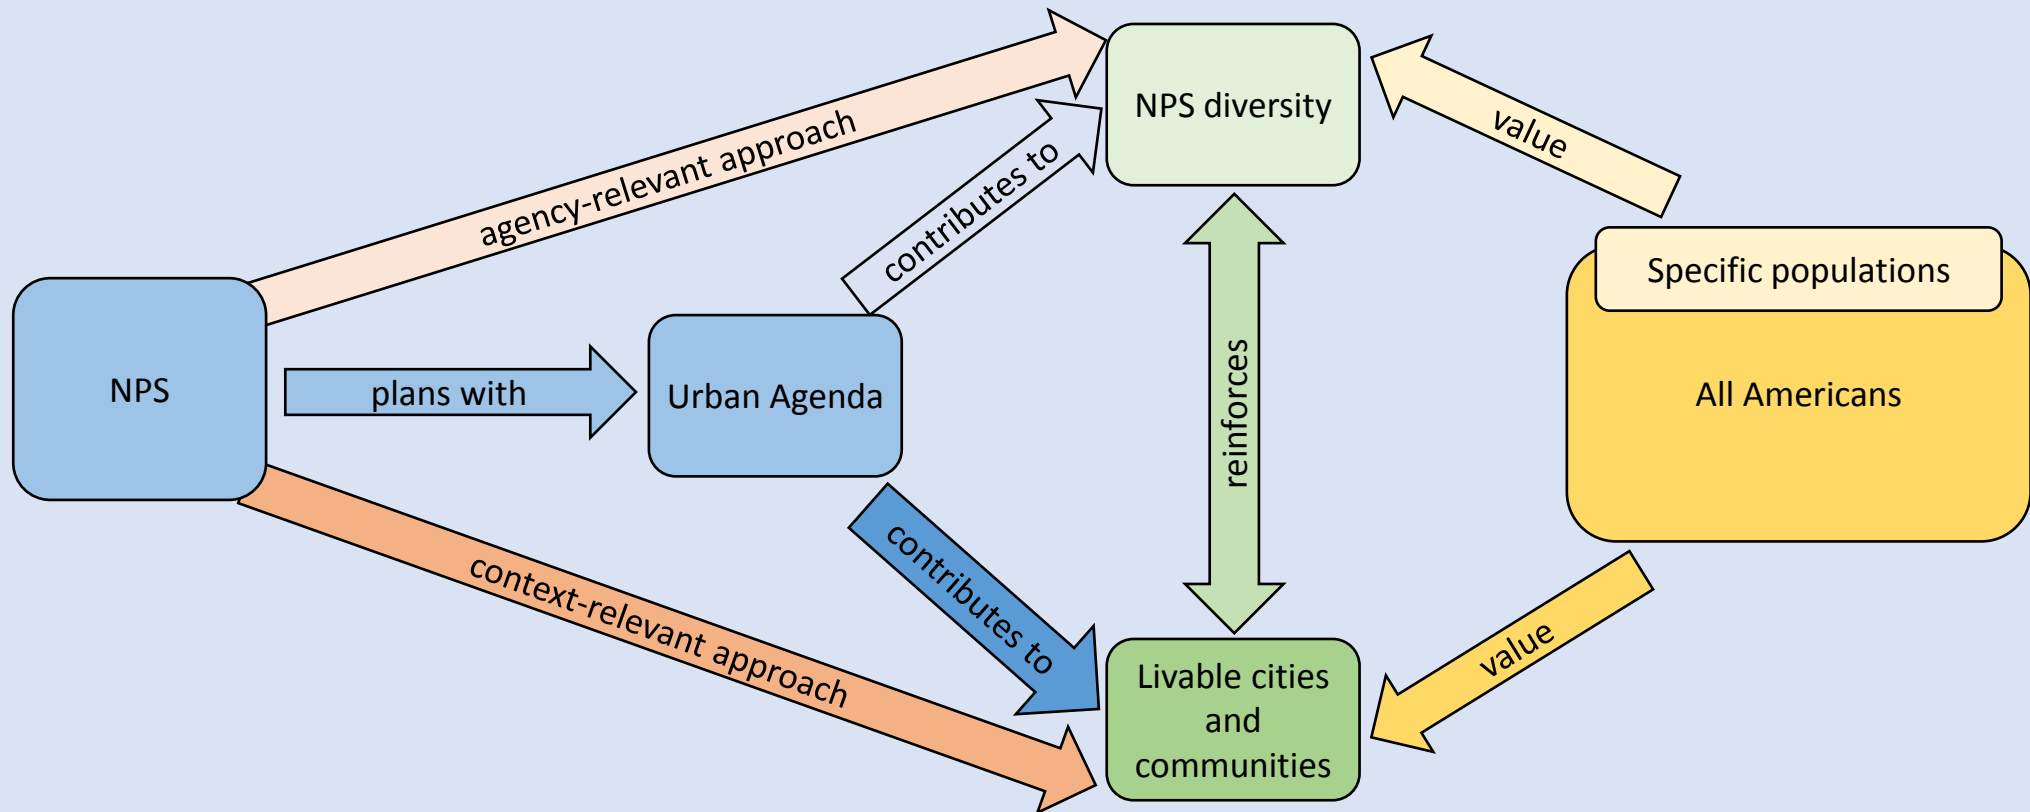 agency-relevant approach
contributes to
NPS diversity
value
Specific populations
All Americans
NPS
plans with
Urban Agenda
reinforces
context-relevant approach
contributes to
Livable cities
and
communities
value